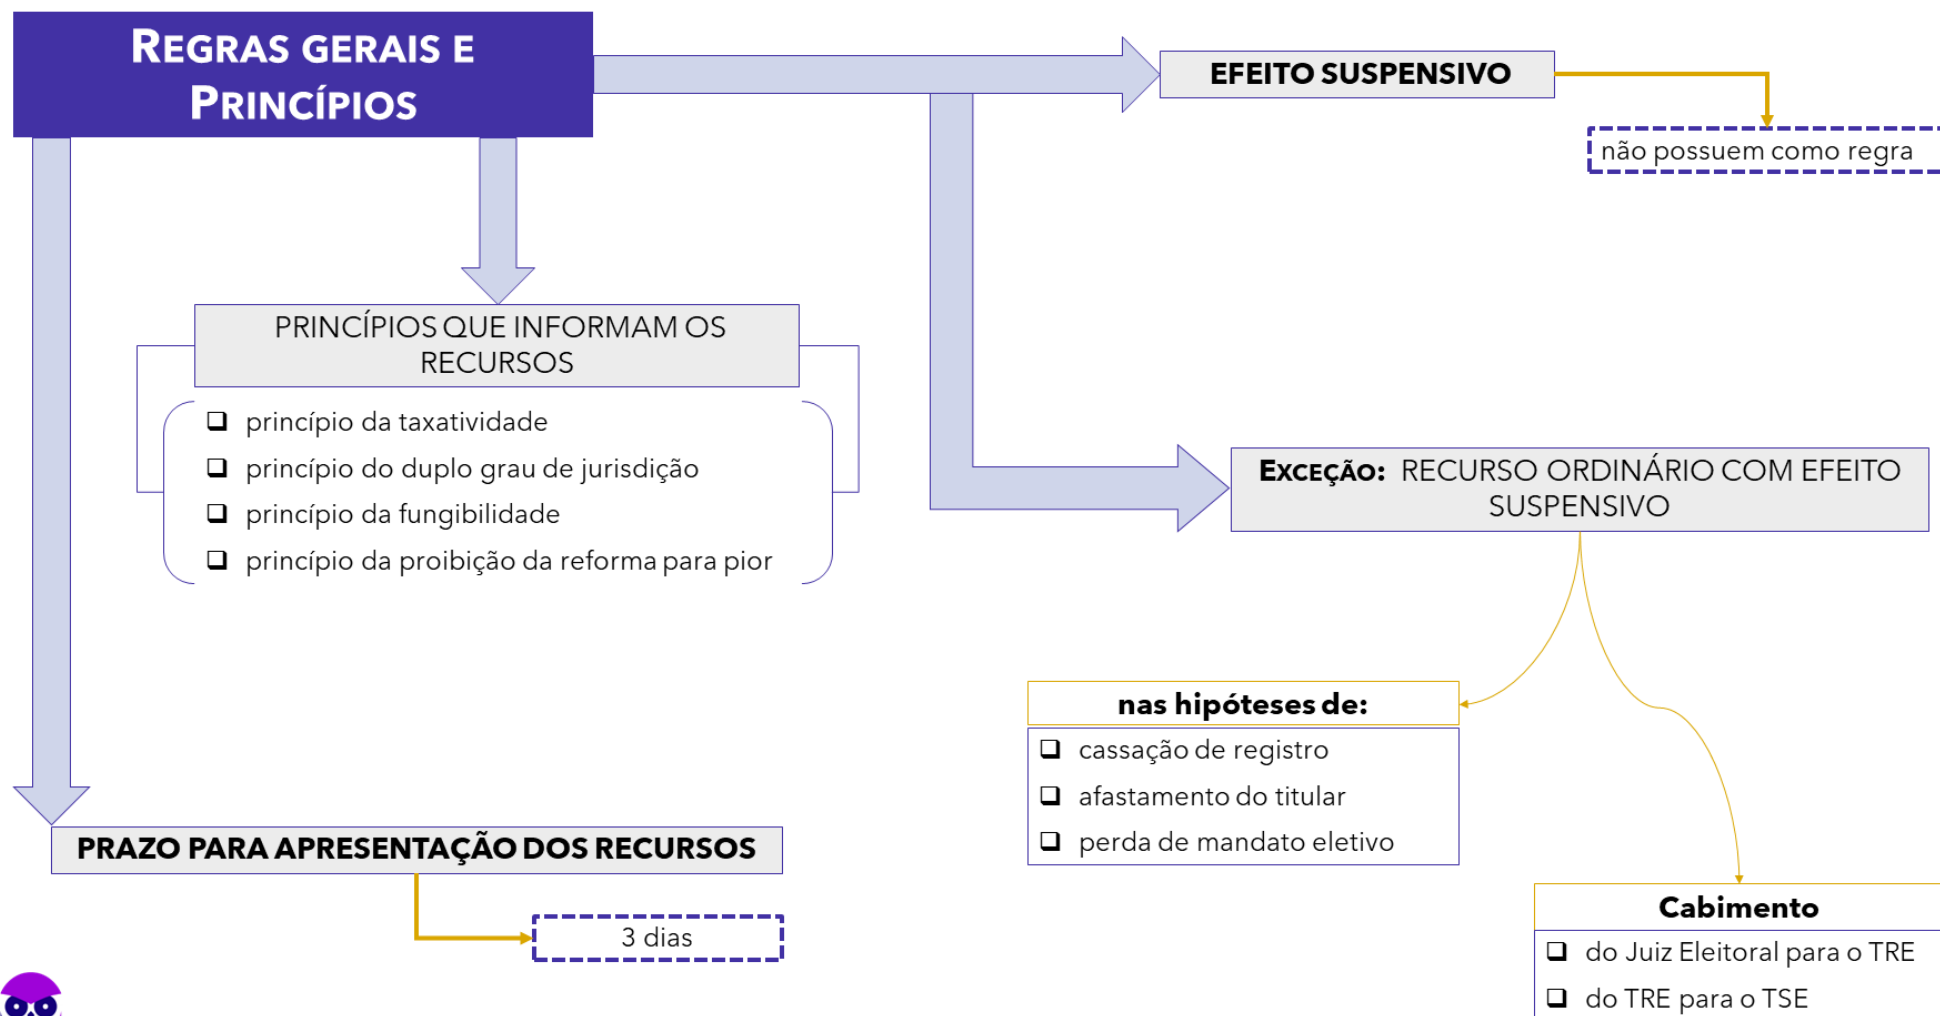 REGRAS GERAIS E
PRINCÍPIOS
EFEITO SUSPENSIVO
não possuem como regra
PRINCÍPIOS QUE INFORMAM OS
RECURSOS
princípio da taxatividade
princípio do duplo grau de jurisdição
princípio da fungibilidade
princípio da proibição da reforma para pior
EXCEÇÃO: RECURSO ORDINÁRIO COM EFEITO
SUSPENSIVO
nas hipóteses de:
cassação de registro
afastamento do titular
perda de mandato eletivo
PRAZO PARA APRESENTAÇÃO DOS RECURSOS
3 dias
Cabimento
do Juiz Eleitoral para o TRE
do TRE para o TSE